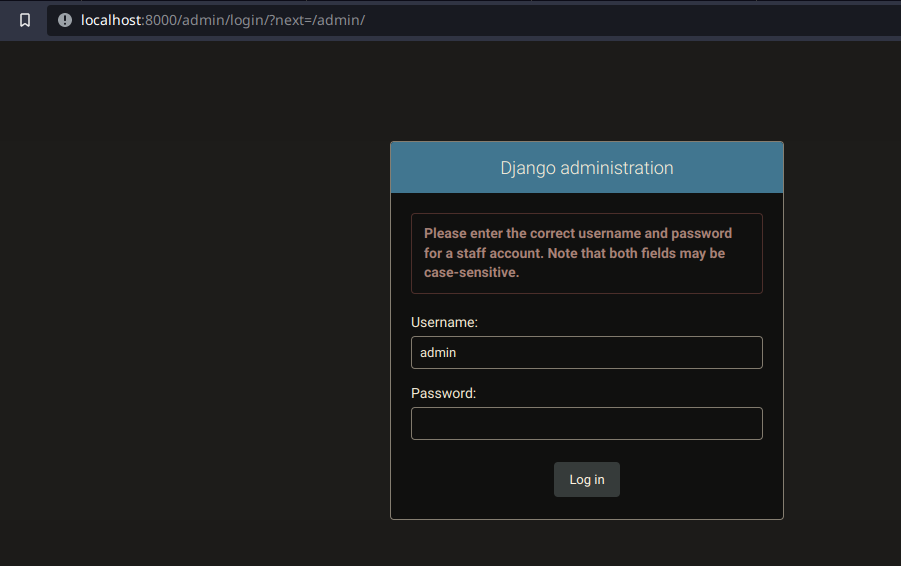 localhost:8000/admin/login/?next=/admin/
Django administration
Please enter the correct username and password
for a staff account. Note that both fields may be
case-sensitive.
Username:
admin
Password:
Log in